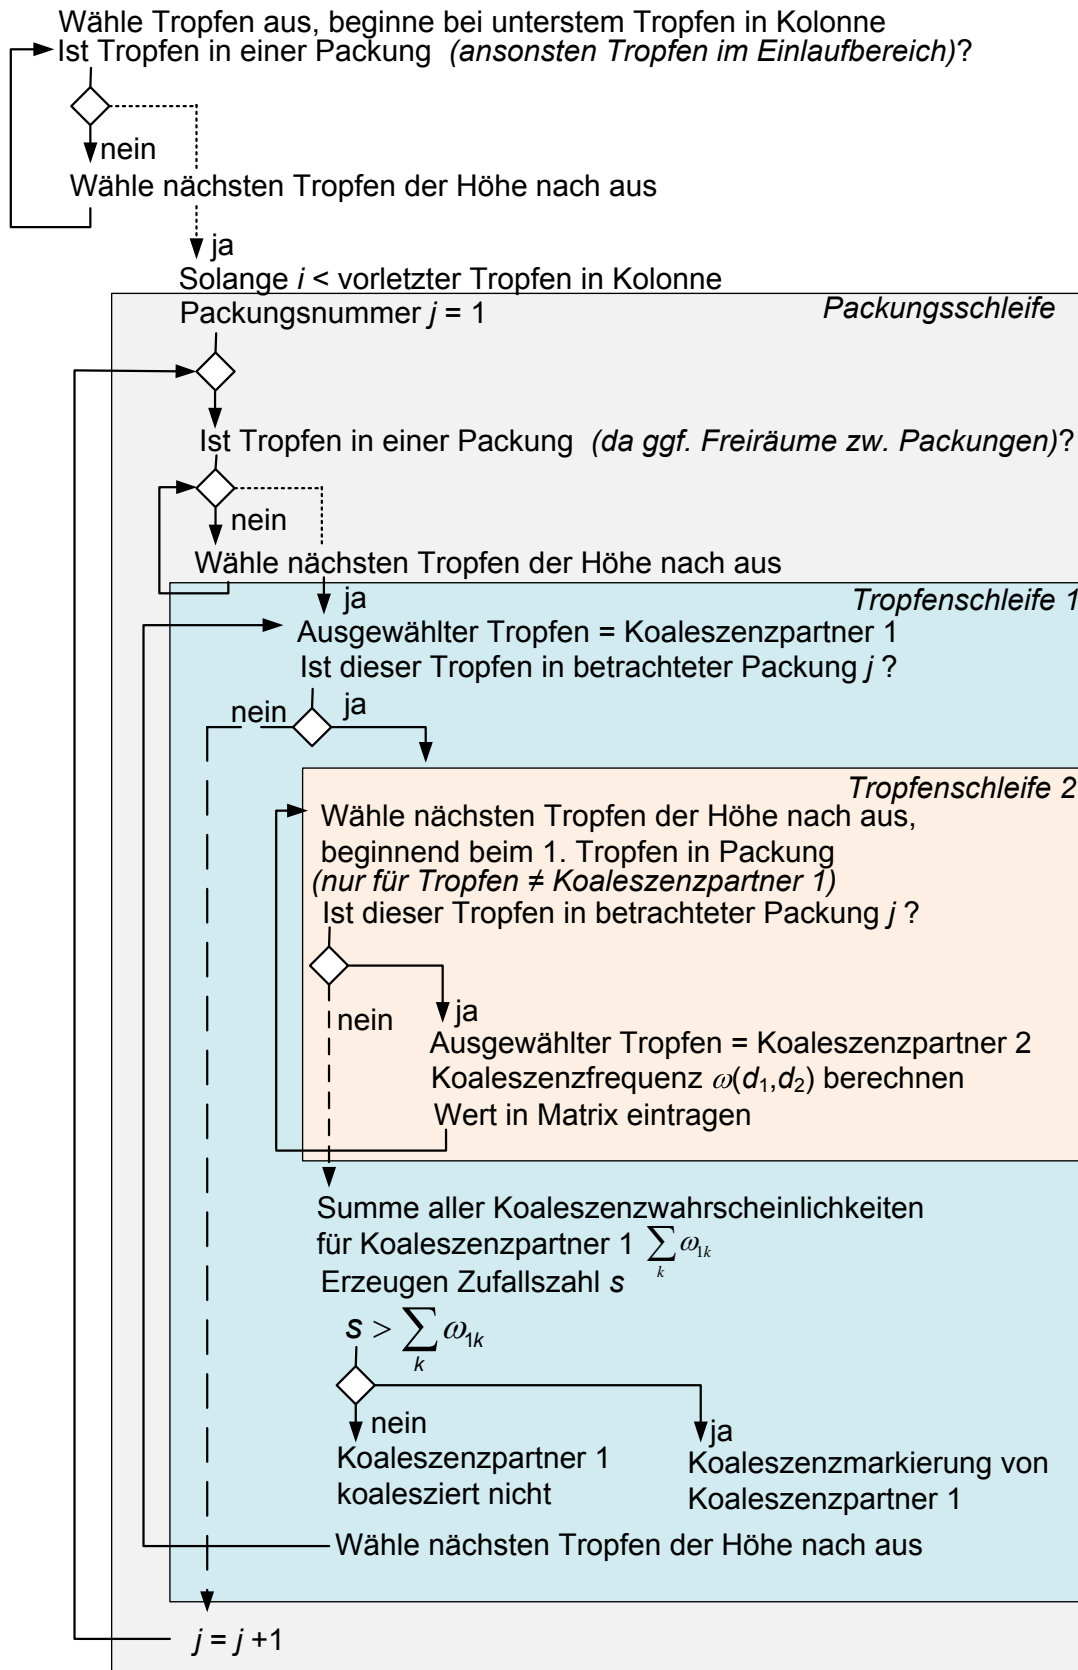 Wähle Tropfen aus, beginne bei unterstem Tropfen in Kolonne
Ist Tropfen in einer Packung (ansonsten Tropfen im Einlaufbereich)?
nein
Wähle nächsten Tropfen der Höhe nach aus
ja
Solange i < vorletzter Tropfen in Kolonne
Packungsschleife
Packungsnummer j = 1
Ist Tropfen in einer Packung (da ggf. Freiräume zw. Packungen)?
nein
Wähle nächsten Tropfen der Höhe nach aus
Tropfenschleife 1
ja
Ausgewählter Tropfen = Koaleszenzpartner 1
Ist dieser Tropfen in betrachteter Packung j ?
nein
ja
Tropfenschleife 2
Wähle nächsten Tropfen der Höhe nach aus,
beginnend beim 1. Tropfen in Packung
(nur für Tropfen ≠ Koaleszenzpartner 1)
Ist dieser Tropfen in betrachteter Packung j ?
nein
ja
Ausgewählter Tropfen = Koaleszenzpartner 2
Koaleszenzfrequenz ω(d₁,d₂) berechnen
Wert in Matrix eintragen
Summe aller Koaleszenzwahrscheinlichkeiten
für Koaleszenzpartner 1 ∑_k ω_{1k}
Erzeugen Zufallszahl s
s > ∑_k ω_{1k}
nein
ja
Koaleszenzpartner 1
koalesziert nicht
Koaleszenzmarkierung von
Koaleszenzpartner 1
Wähle nächsten Tropfen der Höhe nach aus
j = j +1